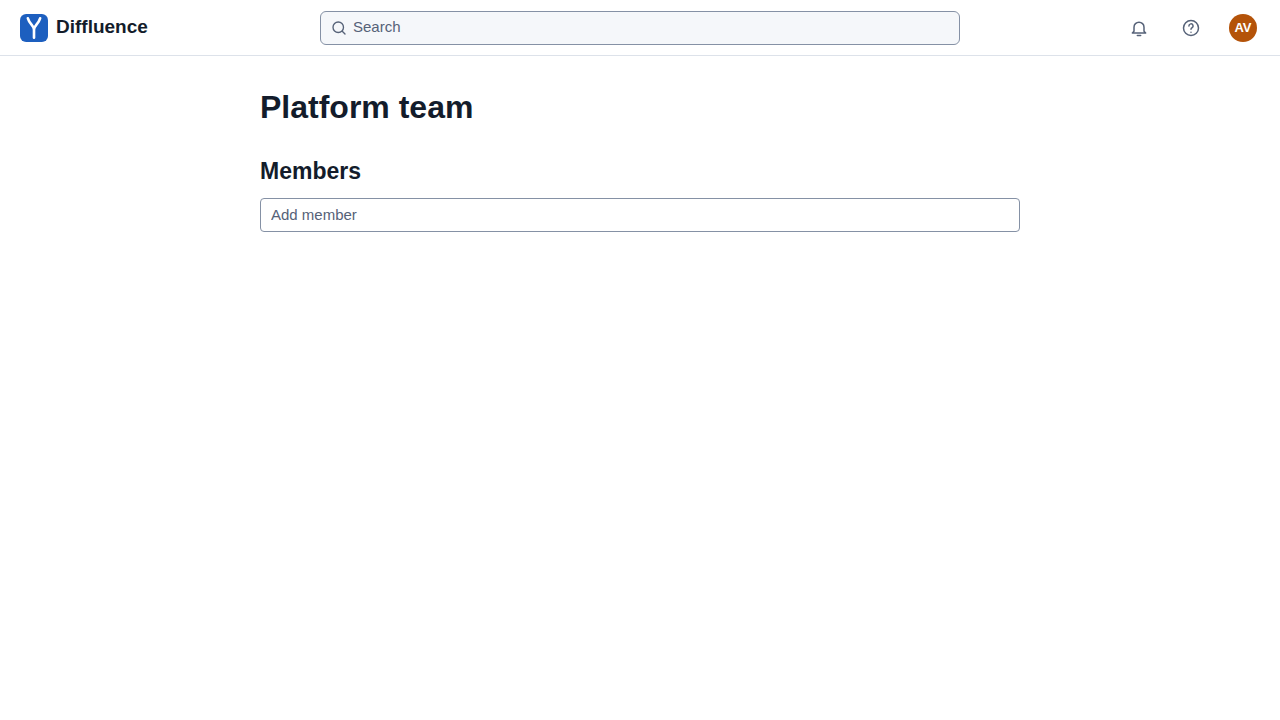 Diffluence
Search
AV
Platform team
Members
Add member